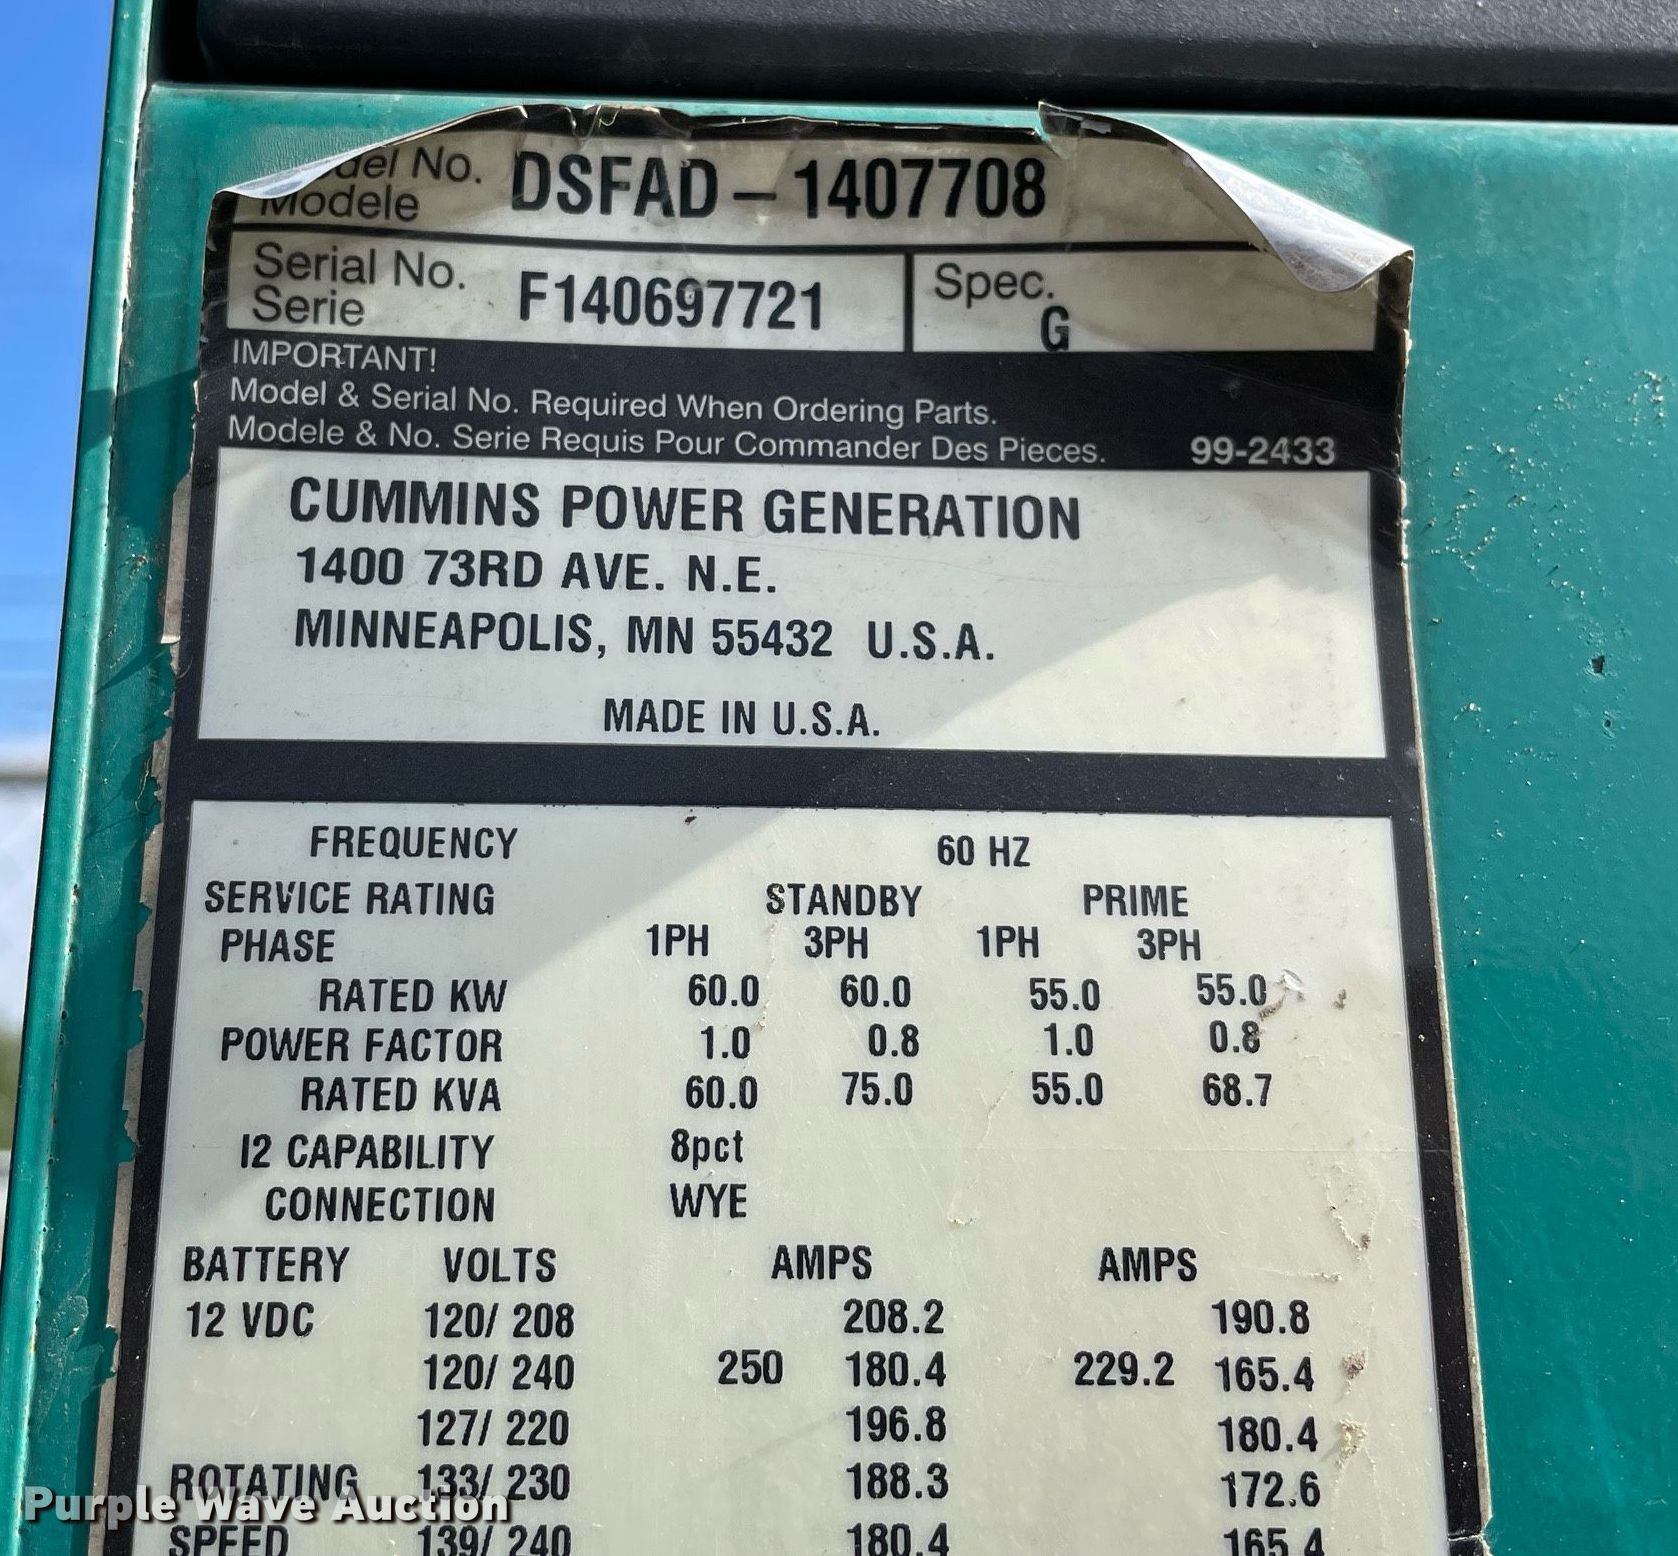 del No. DSFAD - 1407708
Modele
Serial No. F140697721 Spec.
Serie G
IMPORTANT!
Model & Serial No. Required When Ordering Parts.
Modele & No. Serie Requis Pour Commander Des Pieces. 99-2433
CUMMINS POWER GENERATION
1400 73RD AVE. N.E.
MINNEAPOLIS, MN 55432 U.S.A.
MADE IN U.S.A.
FREQUENCY 60 HZ
SERVICE RATING STANDBY PRIME
PHASE 1PH 3PH 1PH 3PH
RATED KW 60.0 60.0 55.0 55.0
POWER FACTOR 1.0 0.8 1.0 0.8
RATED KVA 60.0 75.0 55.0 68.7
I2 CAPABILITY 8pct
CONNECTION WYE
BATTERY VOLTS AMPS AMPS
12 VDC 120/ 208 208.2 190.8
120/ 240 250 180.4 229.2 165.4
127/ 220 196.8 180.4
ROTATING 133/ 230 188.3 172.6
Purple Wave Auction
SPEED 139/ 240 180.4 165.4